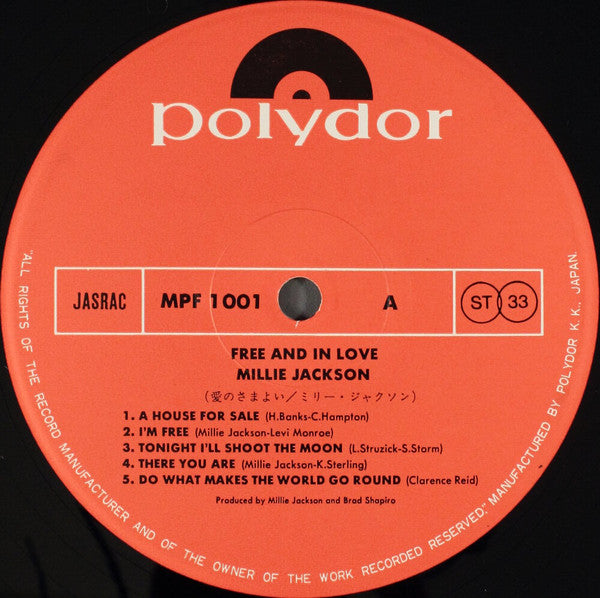 polydor
JASRAC
MPF 1001
A
ST 33
FREE AND IN LOVE
MILLIE JACKSON
(愛のさまよい/ミリー・ジャクソン)
1. A HOUSE FOR SALE (H.Banks-C.Hampton)
2. I'M FREE (Millie Jackson-Levi Monroe)
3. TONIGHT I'LL SHOOT THE MOON (L.Struzick-S.Storm)
4. THERE YOU ARE (Millie Jackson-K.Sterling)
5. DO WHAT MAKES THE WORLD GO ROUND (Clarence Reid)
Produced by Millie Jackson and Brad Shapiro
"ALL RIGHTS OF THE RECORD MANUFACTURER AND OF THE OWNER OF THE WORK RECORDED RESERVED," MANUFACTURED BY POLYDOR K.K., JAPAN.